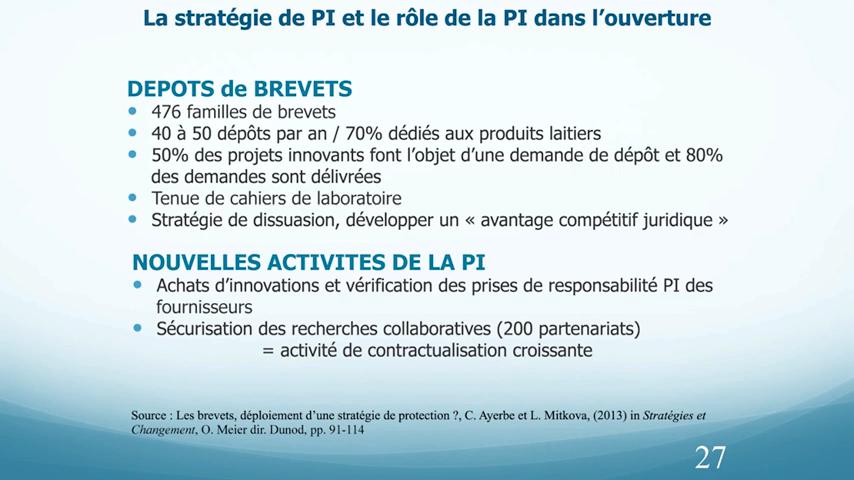 La stratégie de PI et le rôle de la PI dans l’ouverture
DEPOTS de BREVETS
• 476 familles de brevets
• 40 à 50 dépôts par an / 70% dédiés aux produits laitiers
• 50% des projets innovants font l’objet d’une demande de dépôt et 80%
des demandes sont délivrées
• Tenue de cahiers de laboratoire
• Stratégie de dissuasion, développer un « avantage compétitif juridique »
NOUVELLES ACTIVITES DE LA PI
• Achats d’innovations et vérification des prises de responsabilité PI des
fournisseurs
• Sécurisation des recherches collaboratives (200 partenariats)
= activité de contractualisation croissante
Source : Les brevets, déploiement d’une stratégie de protection ?, C. Ayerbe et L. Mitkova, (2013) in Stratégies et
Changement, O. Meier dir. Dunod, pp. 91-114
27